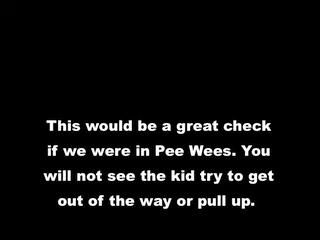 This would be a great check
if we were in Pee Wees. You
will not see the kid try to get
out of the way or pull up.